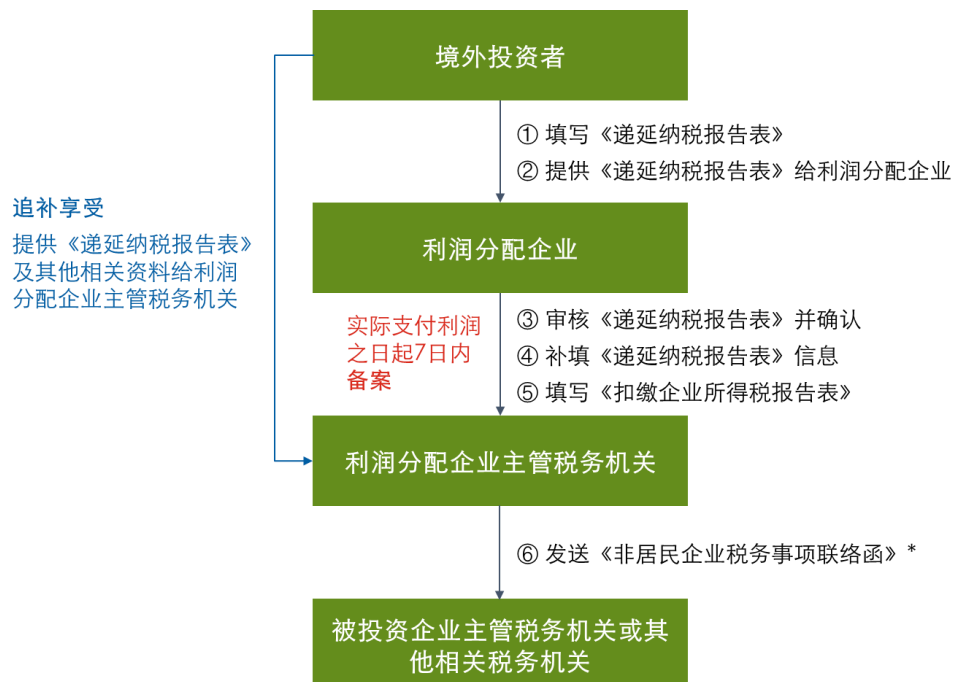 境外投资者
① 填写《递延纳税报告表》
② 提供《递延纳税报告表》给利润分配企业
追补享受
提供《递延纳税报告表》
及其他相关资料给利润
分配企业主管税务机关
利润分配企业
实际支付利润
之日起7日内
备案
③ 审核《递延纳税报告表》并确认
④ 补填《递延纳税报告表》信息
⑤ 填写《扣缴企业所得税报告表》
利润分配企业主管税务机关
⑥ 发送《非居民企业税务事项联络函》*
被投资企业主管税务机关或其
他相关税务机关